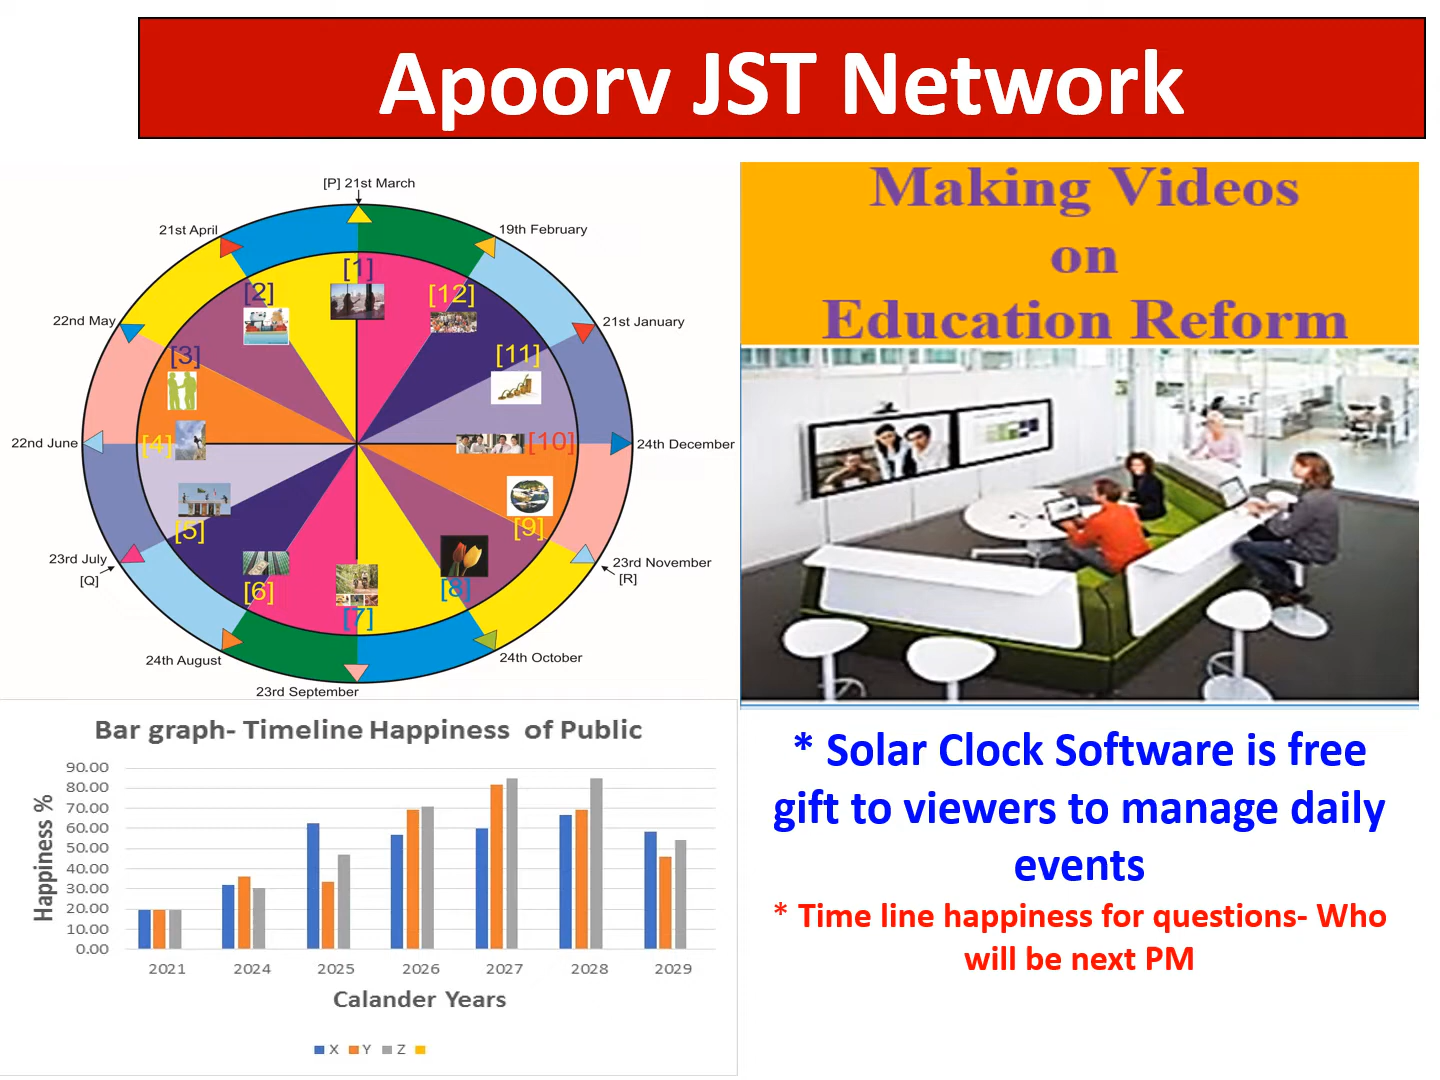 Apoorv JST Network
[P] 21st March
21st April
19th February
22nd May
21st January
22nd June
24th December
23rd July
[Q]
23rd November
[R]
24th August
24th October
23rd September
[1]
[2]
[12]
[3]
[11]
[4]
[10]
[5]
[9]
[6]
[8]
[7]
Making Videos
on
Education Reform
Bar graph- Timeline Happiness of Public
Happiness %
90.00
80.00
70.00
60.00
50.00
40.00
30.00
20.00
10.00
0.00
2021 2024 2025 2026 2027 2028 2029
Calander Years
X Y Z
* Solar Clock Software is free
gift to viewers to manage daily
events
* Time line happiness for questions- Who
will be next PM